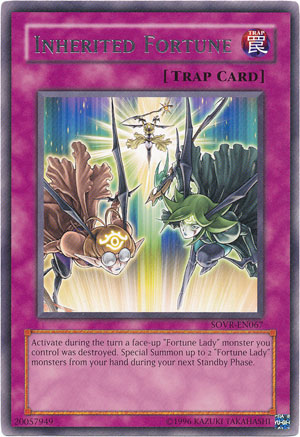 INHERITED FORTUNE
TRAP
罠
[TRAP CARD]
SOVR-EN067
Activate during the turn a face-up "Fortune Lady" monster you
control was destroyed. Special Summon up to 2 "Fortune Lady"
monsters from your hand during your next Standby Phase.
20057949
©1996 KAZUKI TAKAHASHI